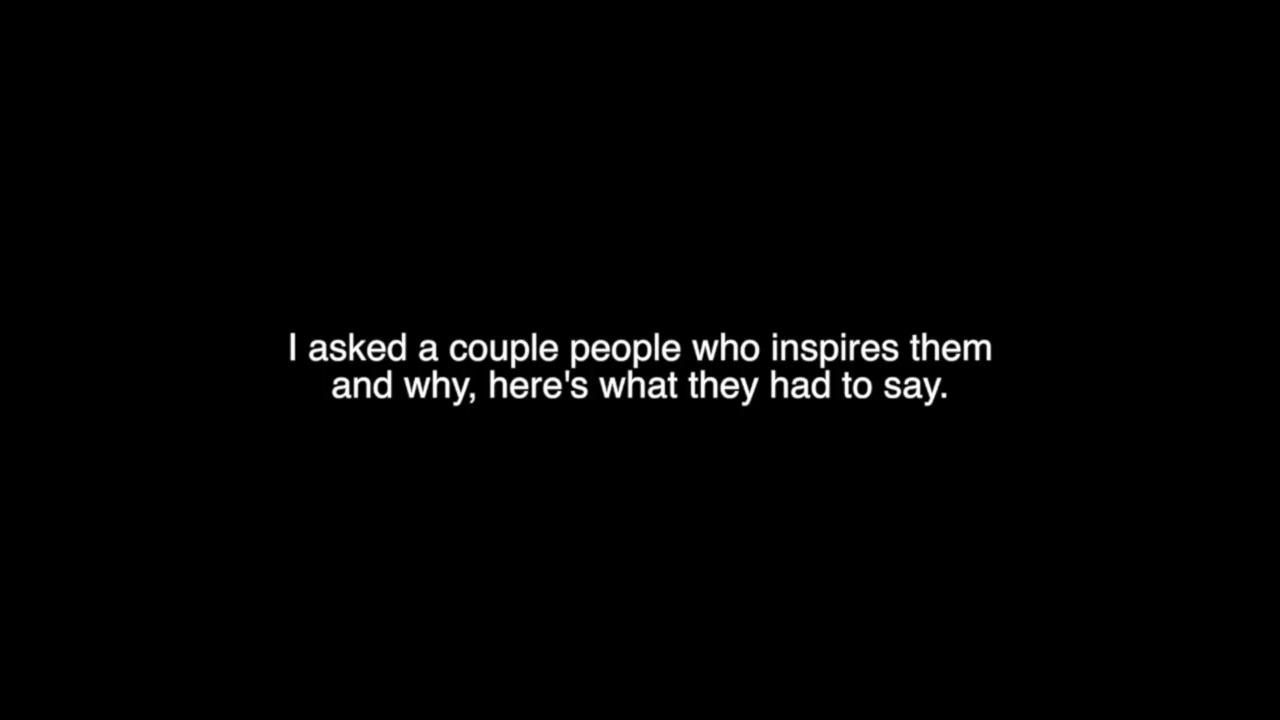 I asked a couple people who inspires them
and why, here's what they had to say.